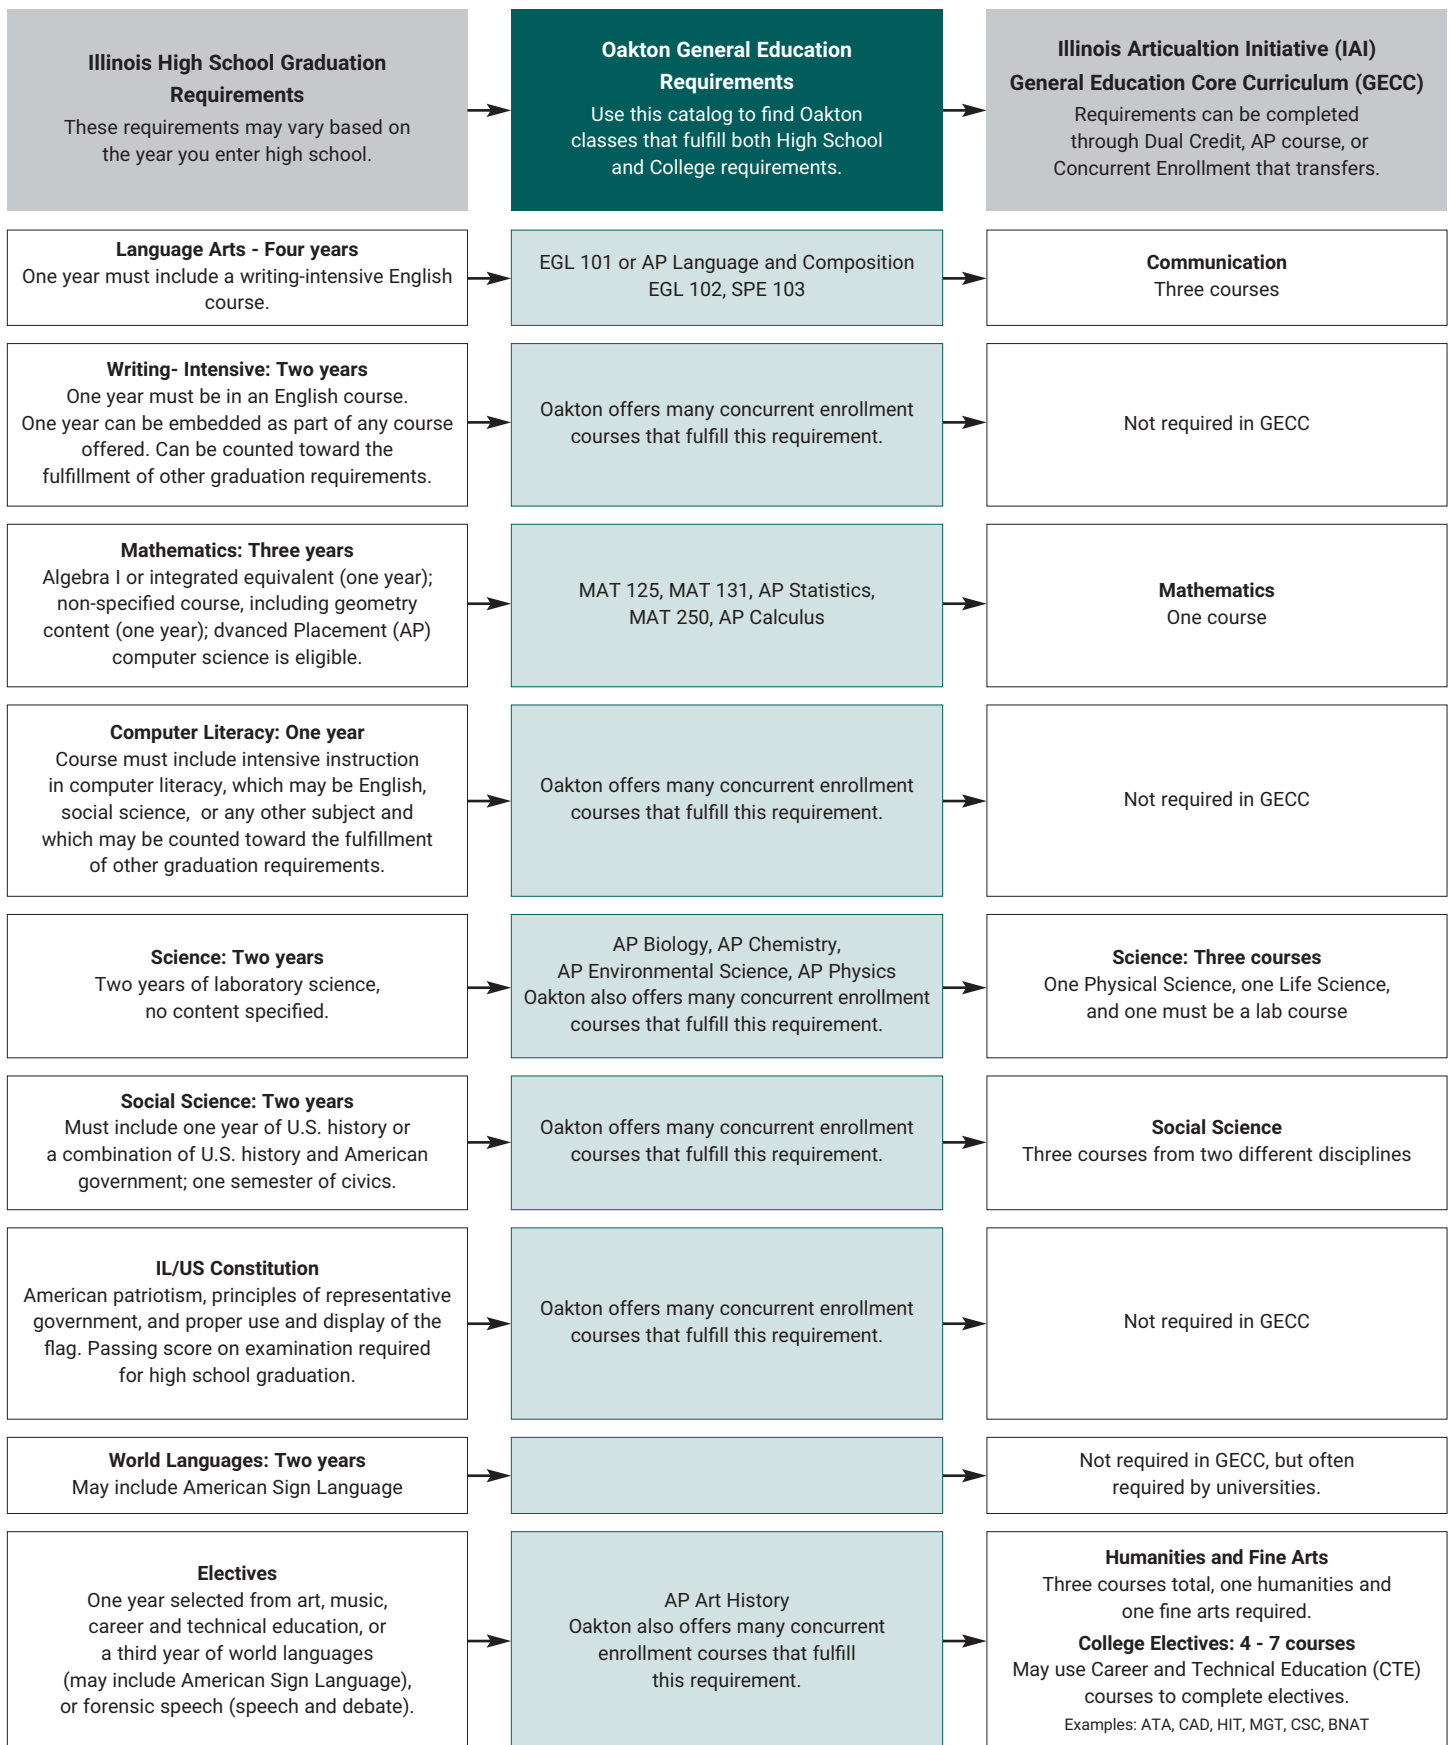 Illinois High School Graduation
Requirements
These requirements may vary based on
the year you enter high school.
Oakton General Education
Requirements
Use this catalog to find Oakton
classes that fulfill both High School
and College requirements.
Illinois Articualtion Initiative (IAI)
General Education Core Curriculum (GECC)
Requirements can be completed
through Dual Credit, AP course, or
Concurrent Enrollment that transfers.
Language Arts - Four years
One year must include a writing-intensive English
course.
EGL 101 or AP Language and Composition
EGL 102, SPE 103
Communication
Three courses
Writing- Intensive: Two years
One year must be in an English course.
One year can be embedded as part of any course
offered. Can be counted toward the
fulfillment of other graduation requirements.
Oakton offers many concurrent enrollment
courses that fulfill this requirement.
Not required in GECC
Mathematics: Three years
Algebra I or integrated equivalent (one year);
non-specified course, including geometry
content (one year); dvanced Placement (AP)
computer science is eligible.
MAT 125, MAT 131, AP Statistics,
MAT 250, AP Calculus
Mathematics
One course
Computer Literacy: One year
Course must include intensive instruction
in computer literacy, which may be English,
social science, or any other subject and
which may be counted toward the fulfillment
of other graduation requirements.
Oakton offers many concurrent enrollment
courses that fulfill this requirement.
Not required in GECC
Science: Two years
Two years of laboratory science,
no content specified.
AP Biology, AP Chemistry,
AP Environmental Science, AP Physics
Oakton also offers many concurrent enrollment
courses that fulfill this requirement.
Science: Three courses
One Physical Science, one Life Science,
and one must be a lab course
Social Science: Two years
Must include one year of U.S. history or
a combination of U.S. history and American
government; one semester of civics.
Oakton offers many concurrent enrollment
courses that fulfill this requirement.
Social Science
Three courses from two different disciplines
IL/US Constitution
American patriotism, principles of representative
government, and proper use and display of the
flag. Passing score on examination required
for high school graduation.
Oakton offers many concurrent enrollment
courses that fulfill this requirement.
Not required in GECC
World Languages: Two years
May include American Sign Language
Not required in GECC, but often
required by universities.
Electives
One year selected from art, music,
career and technical education, or
a third year of world languages
(may include American Sign Language),
or forensic speech (speech and debate).
AP Art History
Oakton also offers many concurrent
enrollment courses that fulfill
this requirement.
Humanities and Fine Arts
Three courses total, one humanities and
one fine arts required.
College Electives: 4 - 7 courses
May use Career and Technical Education (CTE)
courses to complete electives.
Examples: ATA, CAD, HIT, MGT, CSC, BNAT